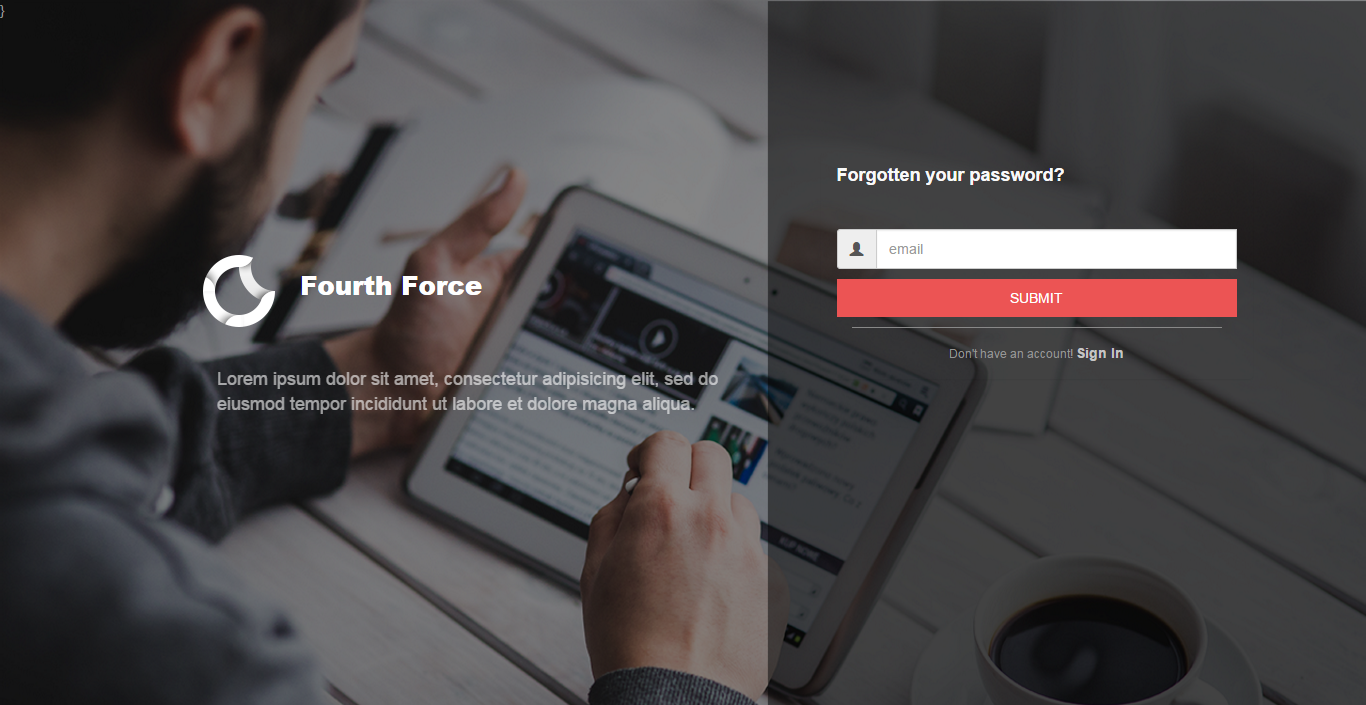 }
Forgotten your password?
email
SUBMIT
Don't have an account! Sign In
Fourth Force
Lorem ipsum dolor sit amet, consectetur adipisicing elit, sed do
eiusmod tempor incididunt ut labore et dolore magna aliqua.